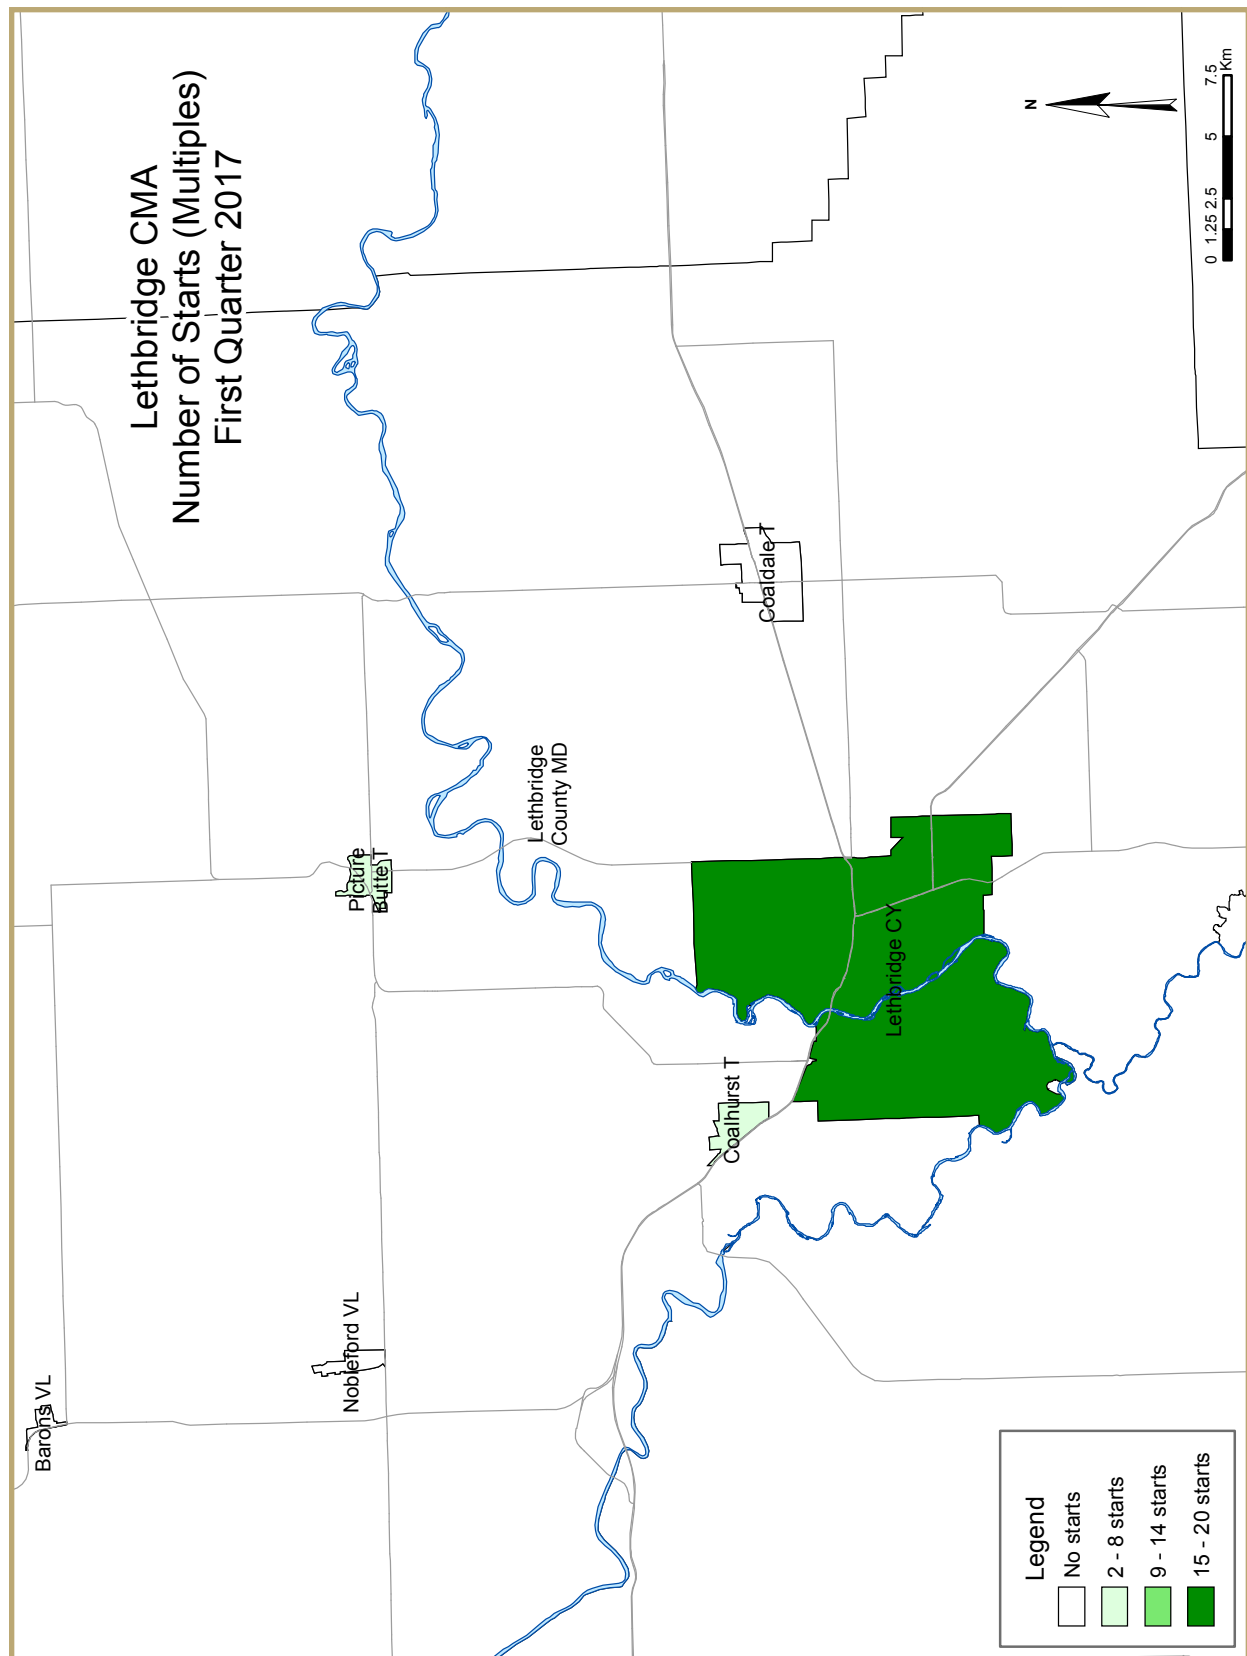 Lethbridge CMA
Number of Starts (Multiples)
First Quarter 2017
Barons VL
Nobleford VL
Picture
Butte T
Lethbridge
County MD
Coalhurst T
Coaldale T
Lethbridge CY
N
0 1.25 2.5 5 7.5
Km
Legend
No starts
2 - 8 starts
9 - 14 starts
15 - 20 starts